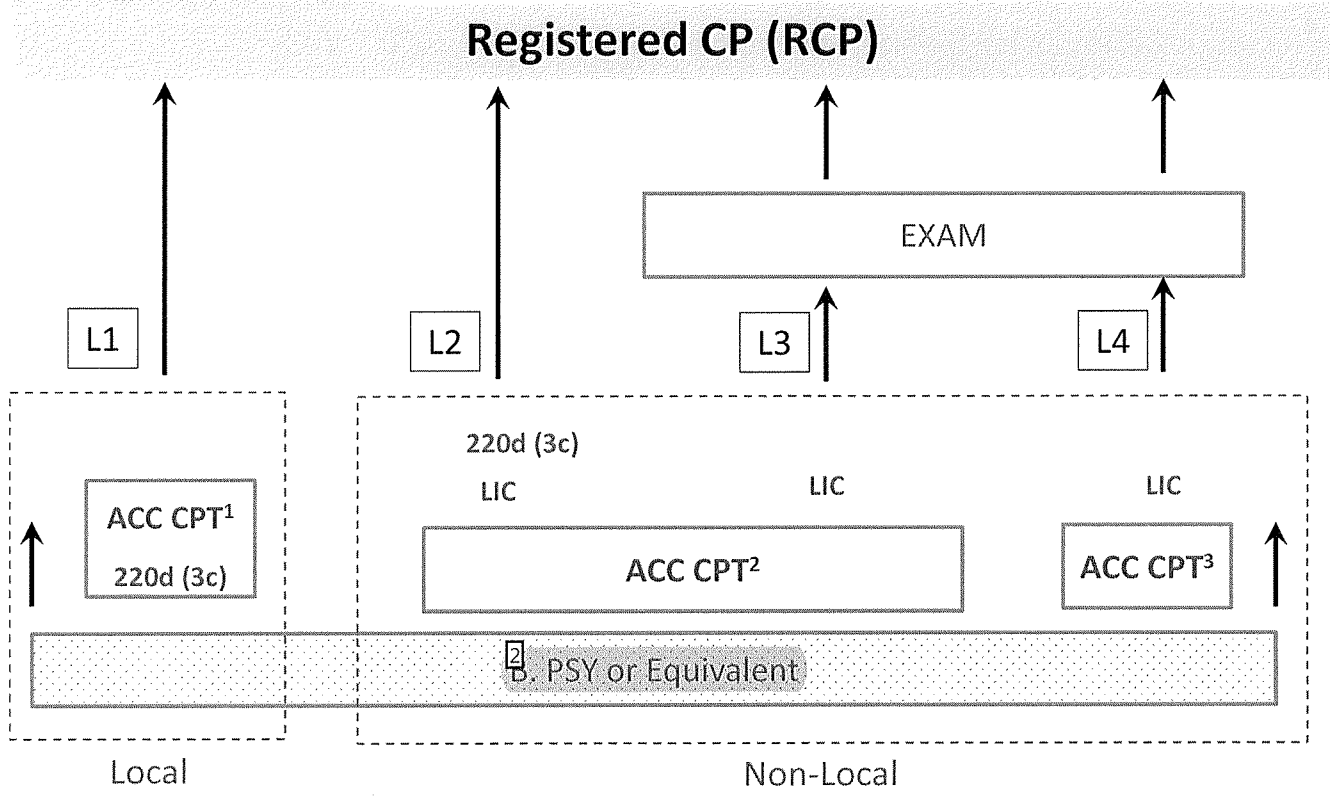 Registered CP (RCP)
EXAM
L1
L2
L3
L4
220d (3c)
LIC
LIC
LIC
ACC CPT¹
220d (3c)
ACC CPT²
ACC CPT³
2
B. PSY or Equivalent
Local
Non-Local